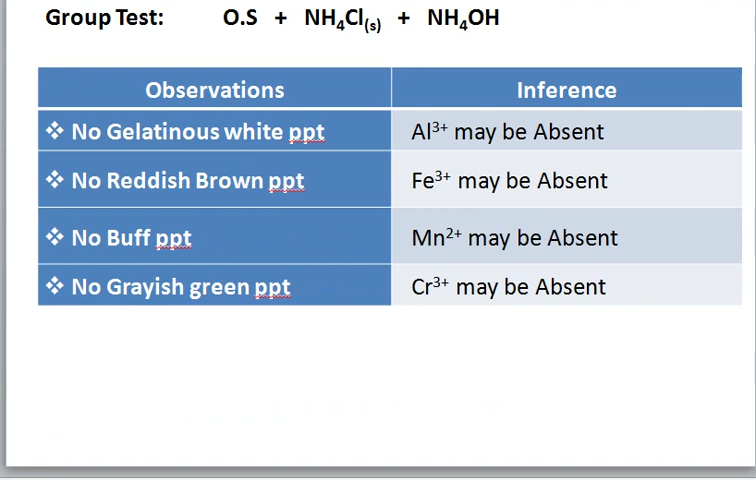 Group Test: O.S + NH₄Cl₍ₛ₎ + NH₄OH
Observations Inference
❖ No Gelatinous white ppt Al³⁺ may be Absent
❖ No Reddish Brown ppt Fe³⁺ may be Absent
❖ No Buff ppt Mn²⁺ may be Absent
❖ No Grayish green ppt Cr³⁺ may be Absent